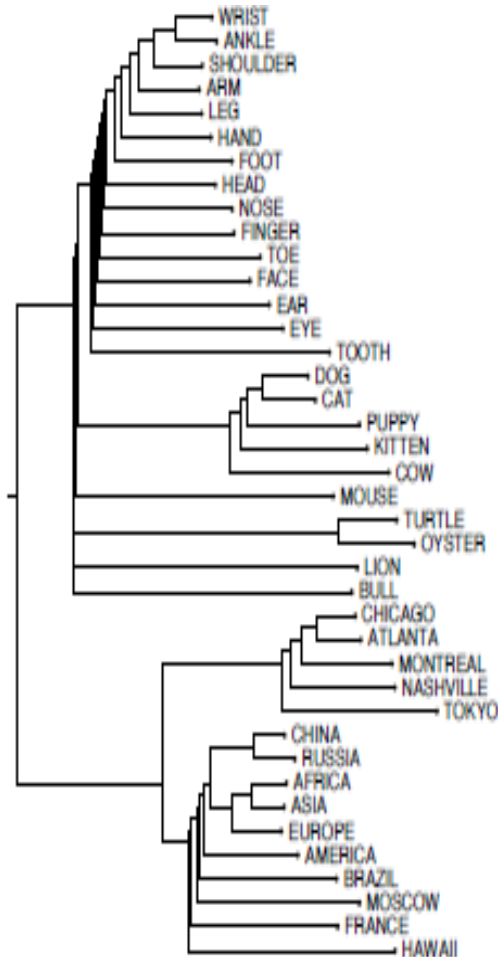 WRIST
ANKLE
SHOULDER
ARM
LEG
HAND
FOOT
HEAD
NOSE
FINGER
TOE
FACE
EAR
EYE
TOOTH
DOG
CAT
PUPPY
KITTEN
COW
MOUSE
TURTLE
OYSTER
LION
BULL
CHICAGO
ATLANTA
MONTREAL
NASHVILLE
TOKYO
CHINA
RUSSIA
AFRICA
ASIA
EUROPE
AMERICA
BRAZIL
MOSCOW
FRANCE
HAWAII